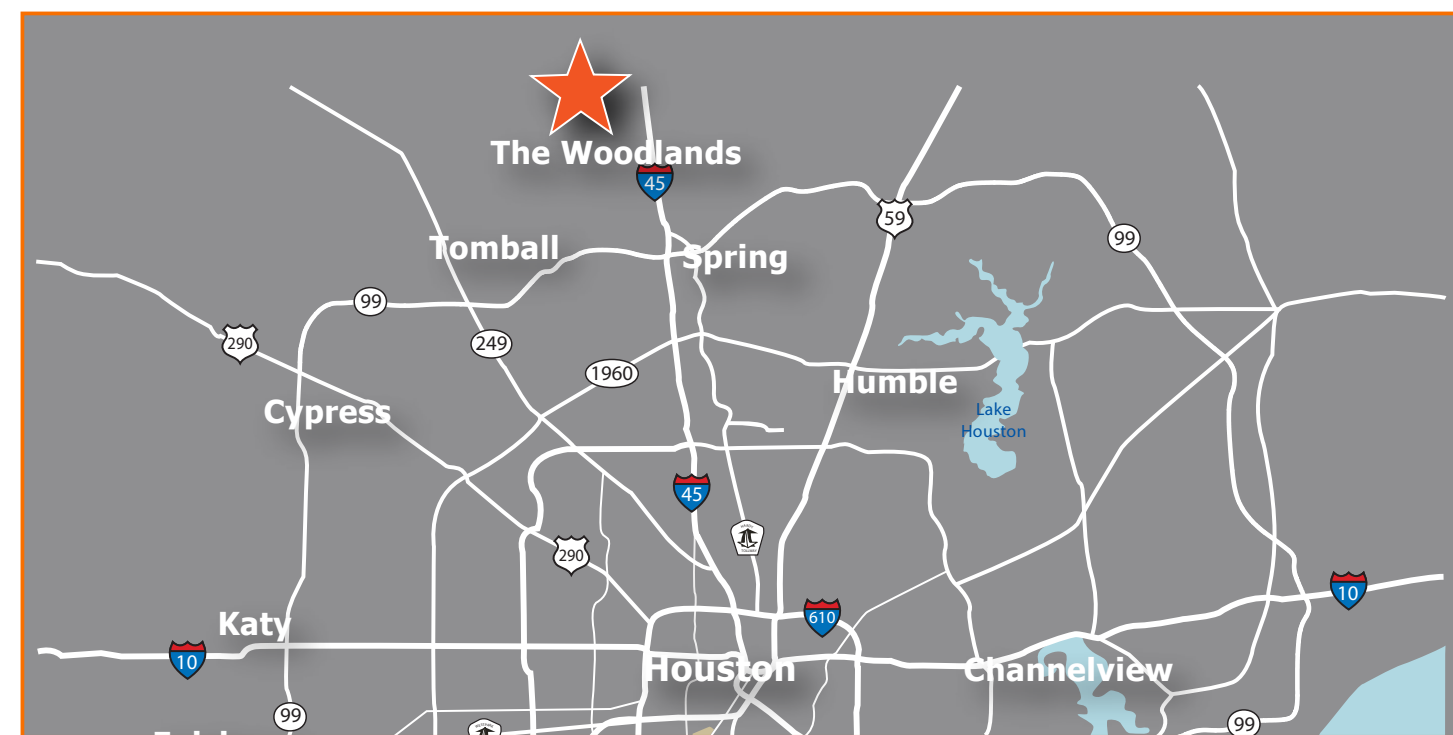 The Woodlands
45
59
Tomball
99
Spring
99
290
249
1960
Humble
Cypress
Lake
Houston
45
290
10
610
Katy
10
Houston
Channelview
99
99